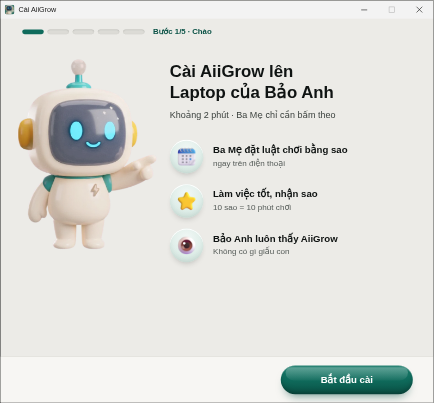 Cài AiiGrow
Bước 1/5 · Chào
Cài AiiGrow lên
Laptop của Bảo Anh
Khoảng 2 phút · Ba Mẹ chỉ cần bấm theo
Ba Mẹ đặt luật chơi bằng sao
ngay trên điện thoại
Làm việc tốt, nhận sao
10 sao = 10 phút chơi
Bảo Anh luôn thấy AiiGrow
Không có gì giấu con
Bắt đầu cài